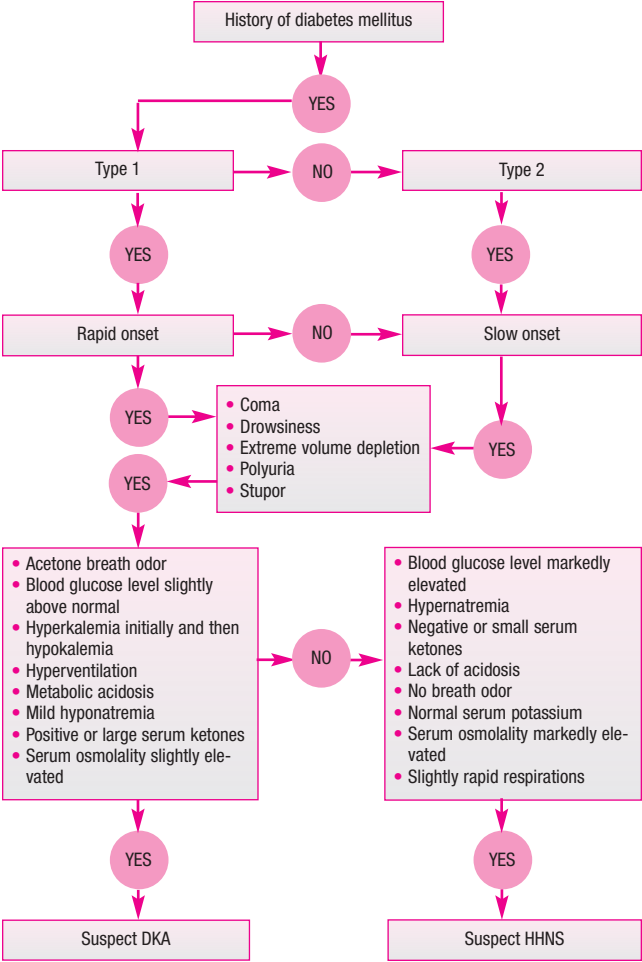 History of diabetes mellitus
YES
Type 1
NO
Type 2
YES
YES
Rapid onset
NO
Slow onset
YES
• Coma
• Drowsiness
• Extreme volume depletion
• Polyuria
• Stupor
YES
YES
• Acetone breath odor
• Blood glucose level slightly
above normal
• Hyperkalemia initially and then
hypokalemia
• Hyperventilation
• Metabolic acidosis
• Mild hyponatremia
• Positive or large serum ketones
• Serum osmolality slightly ele-
vated
NO
• Blood glucose level markedly
elevated
• Hypernatremia
• Negative or small serum
ketones
• Lack of acidosis
• No breath odor
• Normal serum potassium
• Serum osmolality markedly ele-
vated
• Slightly rapid respirations
YES
YES
Suspect DKA
Suspect HHNS